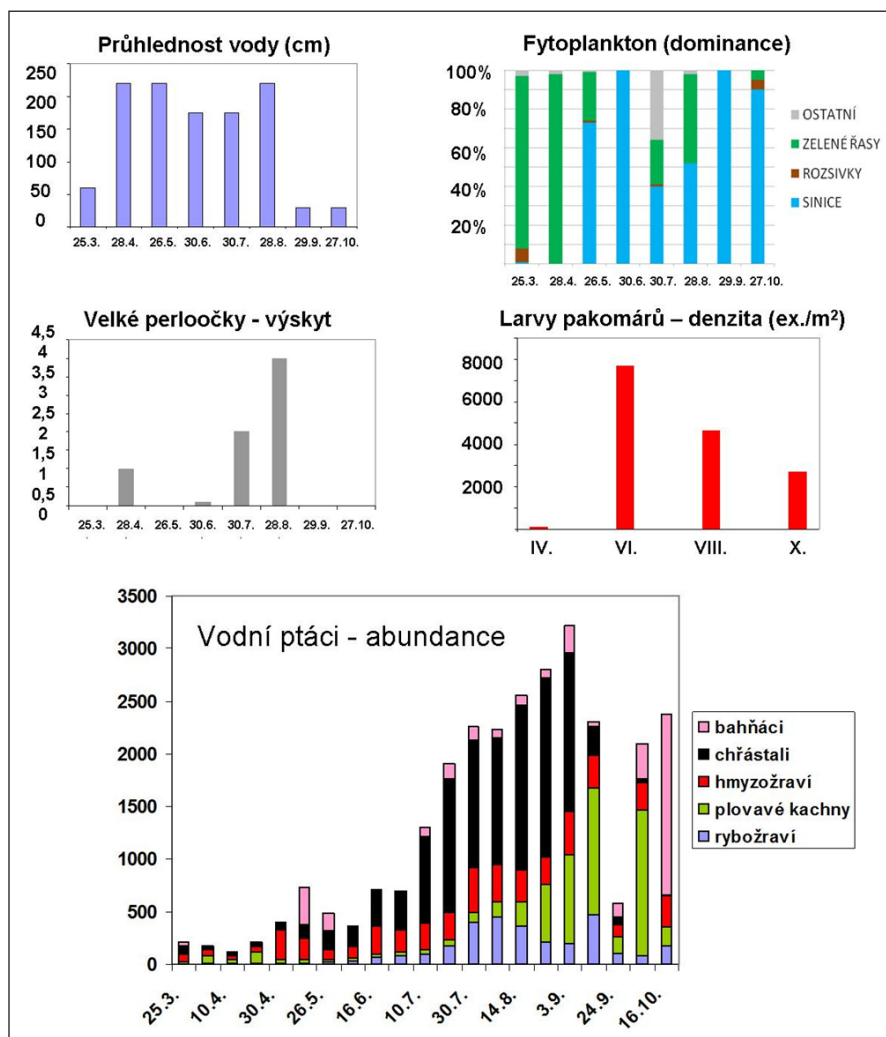 Průhlednost vody (cm)
250
200
150
100
50
0
25.3. 28.4. 26.5. 30.6. 30.7. 28.8. 29.9. 27.10.
Fytoplankton (dominance)
100%
80%
60%
40%
20%
25.3. 28.4. 26.5. 30.6. 30.7. 28.8. 29.9. 27.10.
OSTATNÍ
ZELENÉ ŘASY
ROZSIVKY
SINICE
Velké perloočky - výskyt
4,5
4
3,5
3
2,5
2
1,5
1
0,5
0
25.3. 28.4. 26.5. 30.6. 30.7. 28.8. 29.9. 27.10.
Larvy pakomárů – denzita (ex./m²)
8000
6000
4000
2000
IV. VI. VIII. X.
Vodní ptáci - abundance
3500
3000
2500
2000
1500
1000
500
0
25.3. 10.4. 30.4. 26.5. 16.6. 10.7. 30.7. 14.8. 3.9. 24.9. 16.10.
bahňáci
chřástali
hmyzožraví
plovavé kachny
rybožraví